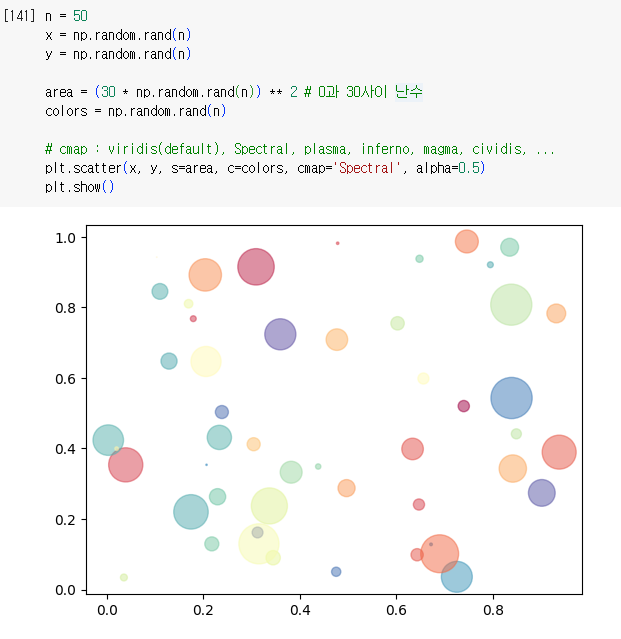 [141] n = 50
x = np.random.rand(n)
y = np.random.rand(n)
area = (30 * np.random.rand(n)) ** 2 # 0과 30사이 난수
colors = np.random.rand(n)
# cmap : viridis(default), Spectral, plasma, inferno, magma, cividis, ...
plt.scatter(x, y, s=area, c=colors, cmap='Spectral', alpha=0.5)
plt.show()
1.0
0.8
0.6
0.4
0.2
0.0
0.0 0.2 0.4 0.6 0.8